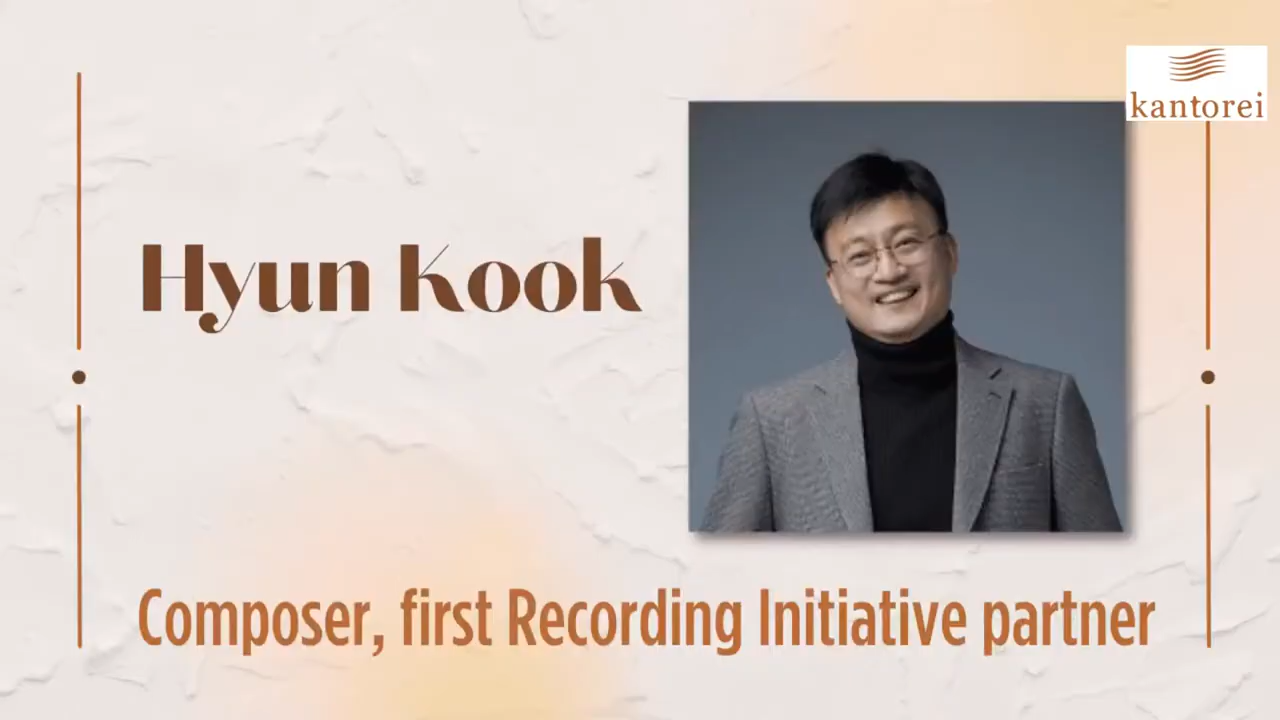 kantorei
Hyun Kook
Composer, first Recording Initiative partner